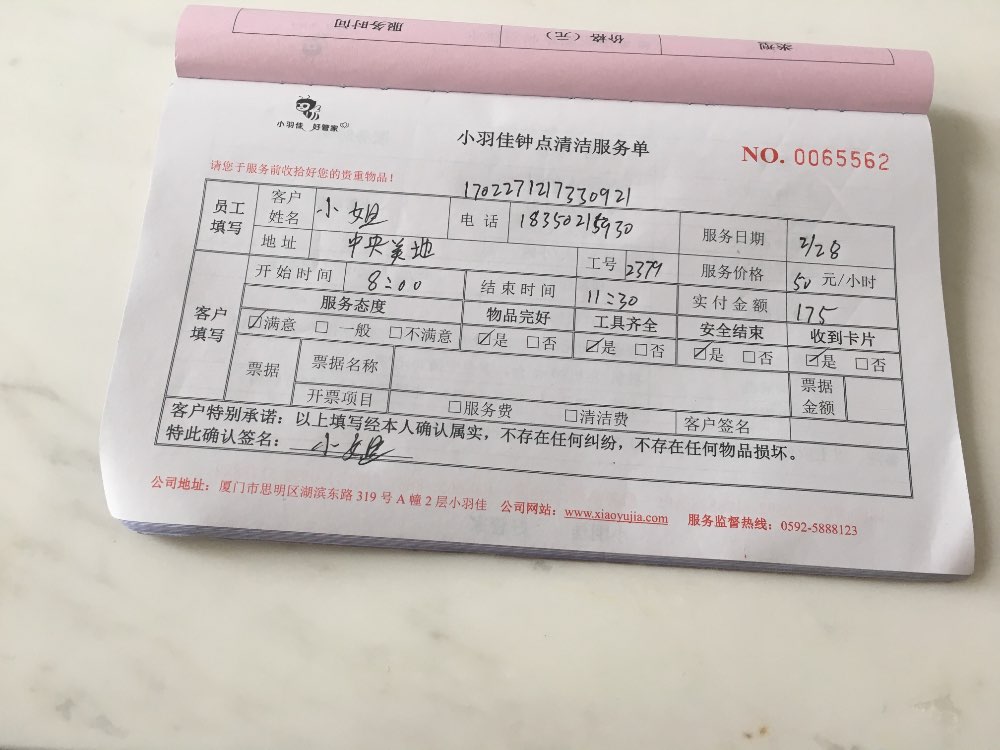 服务时间 价格（元） 类型
小羽佳 好管家
小羽佳钟点清洁服务单
NO. 0065562
请您于服务前收拾好您的贵重物品！
1702271217330921
员工填写 客户姓名 小姐 电话 18350215930 服务日期 2/28
地址 中央美地 工号 2379 服务价格 50 元/小时
客户填写 开始时间 8:00 结束时间 11:30 实付金额 175
服务态度 物品完好 工具齐全 安全结束 收到卡片
☑满意 □一般 □不满意 ☑是 □否 ☑是 □否 ☑是 □否 ☑是 □否
票据 票据名称 票据金额
开票项目 □服务费 □清洁费 客户签名
客户特别承诺：以上填写经本人确认属实，不存在任何纠纷，不存在任何物品损坏。
特此确认签名：小姐
公司地址：厦门市思明区湖滨东路 319 号 A 幢 2 层小羽佳 公司网站：www.xiaoyujia.com 服务监督热线：0592-5888123